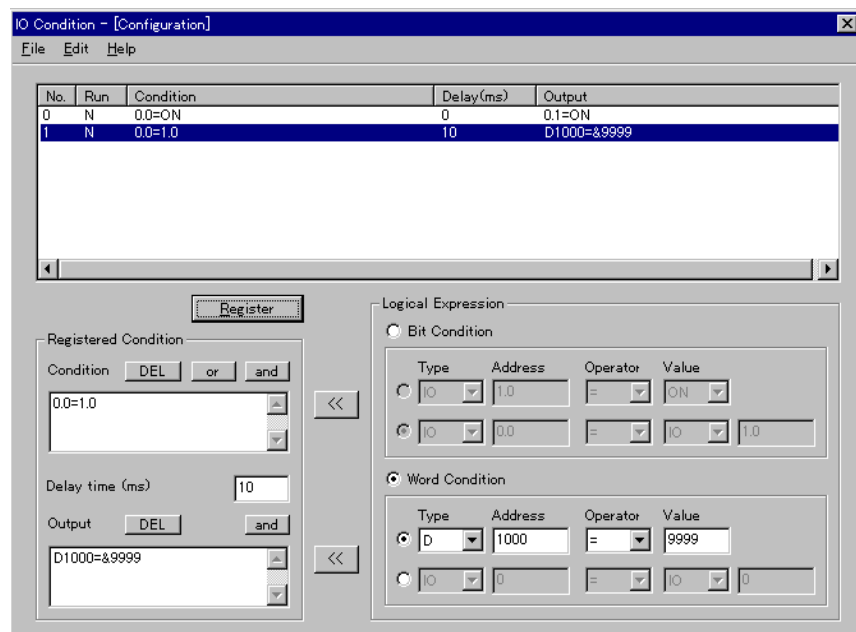 IO Condition - [Configuration]
File Edit Help
No. Run Condition Delay(ms) Output
0 N 0.0=ON 0 0.1=ON
1 N 0.0=1.0 10 D1000=&9999
Register
Registered Condition
Condition DEL or and
0.0=1.0
<<
Delay time (ms) 10
Output DEL and
D1000=&9999
<<
Logical Expression
Bit Condition
Type Address Operator Value
IO 1.0 = ON
IO 0.0 = IO 1.0
Word Condition
Type Address Operator Value
D 1000 = 9999
IO 0 = IO 0